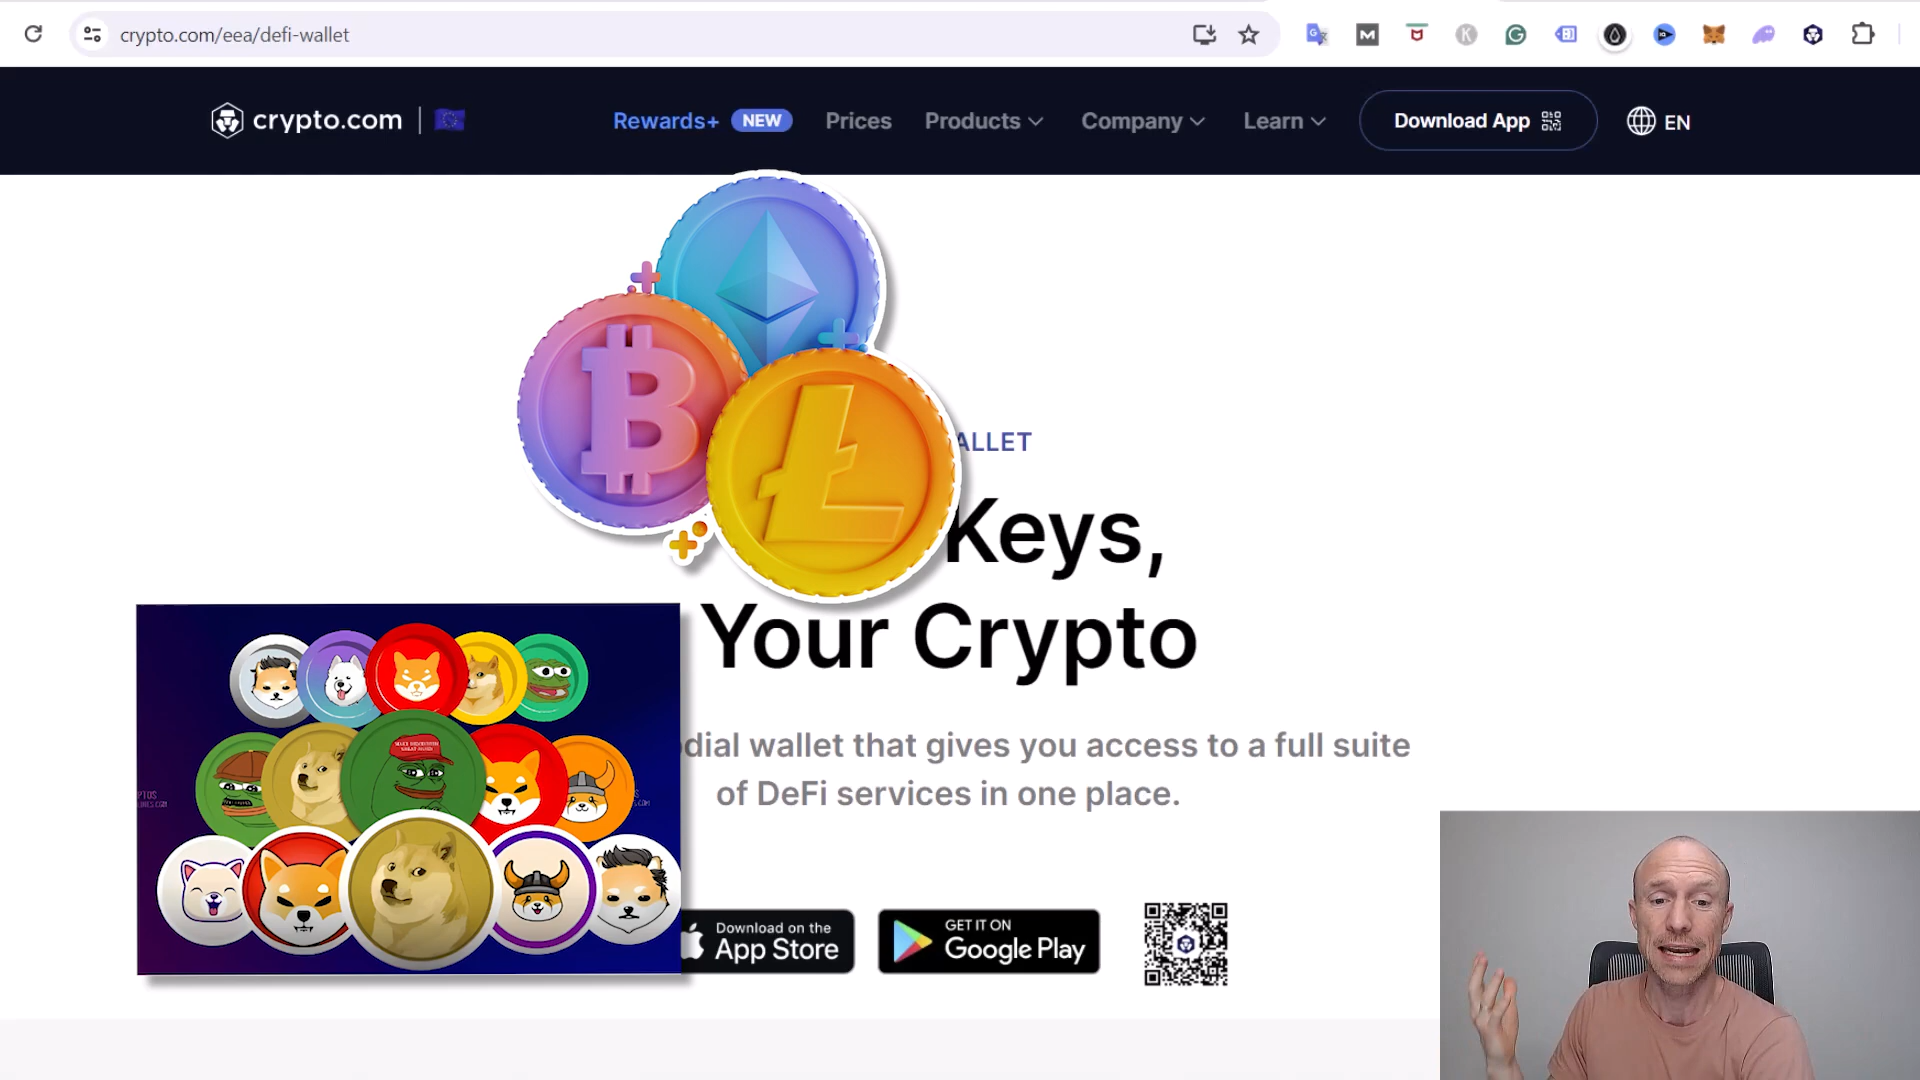 crypto.com/eea/defi-wallet
crypto.com
Rewards+ NEW Prices Products Company Learn Download App EN
ALLET
Keys,
Your Crypto
dial wallet that gives you access to a full suite
of DeFi services in one place.
Download on the
App Store
GET IT ON
Google Play